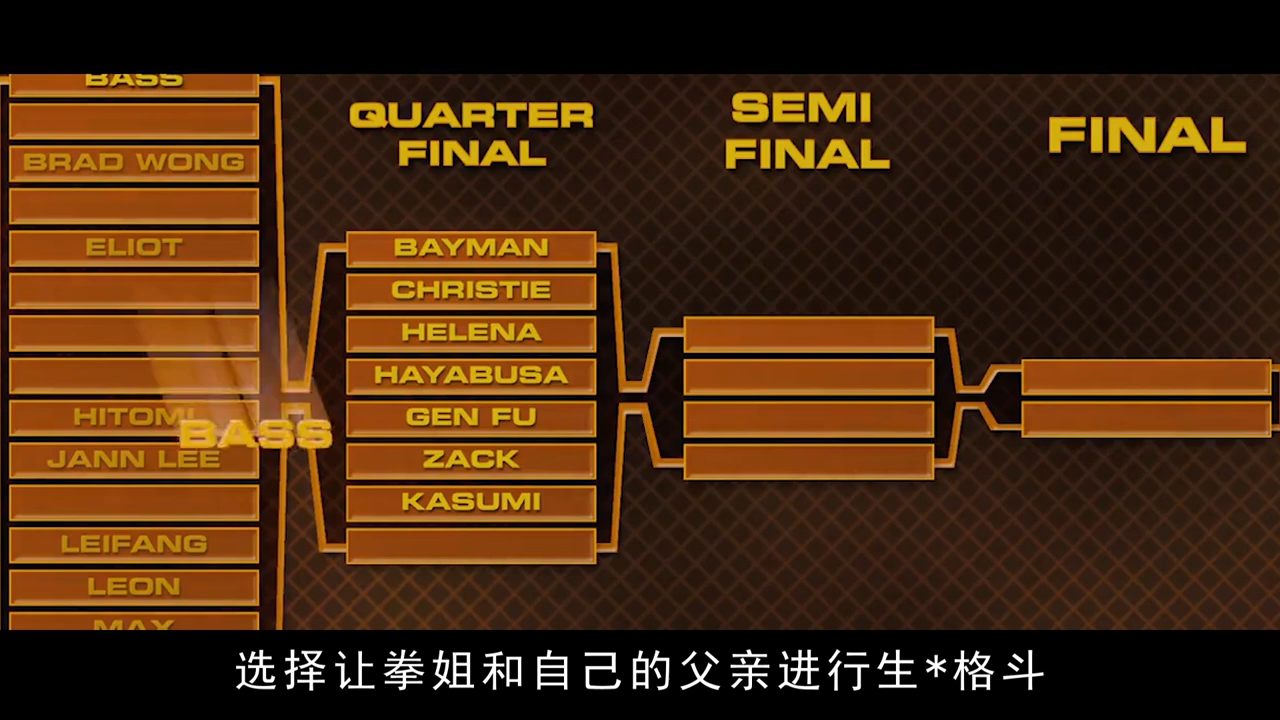 BASS
BRAD WONG
ELIOT
HITOMI
JANN LEE
LEIFANG
LEON
MAX
BASS
QUARTER
FINAL
BAYMAN
CHRISTIE
HELENA
HAYABUSA
GEN FU
ZACK
KASUMI
SEMI
FINAL
FINAL
选择让拳姐和自己的父亲进行生*格斗